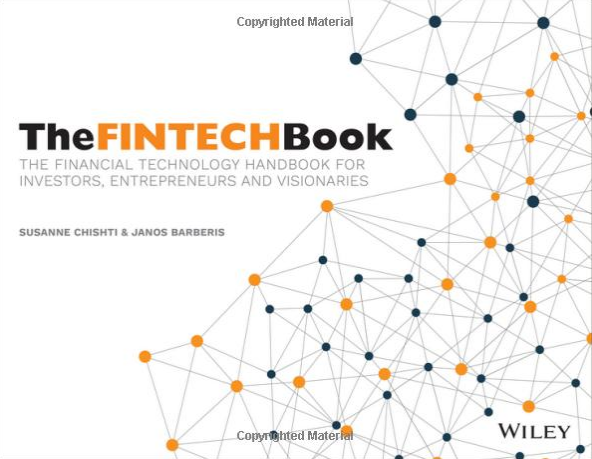 Copyrighted Material
TheFINTECHBook
THE FINANCIAL TECHNOLOGY HANDBOOK FOR
INVESTORS, ENTREPRENEURS AND VISIONARIES
SUSANNE CHISHTI & JANOS BARBERIS
WILEY
Copyrighted Material